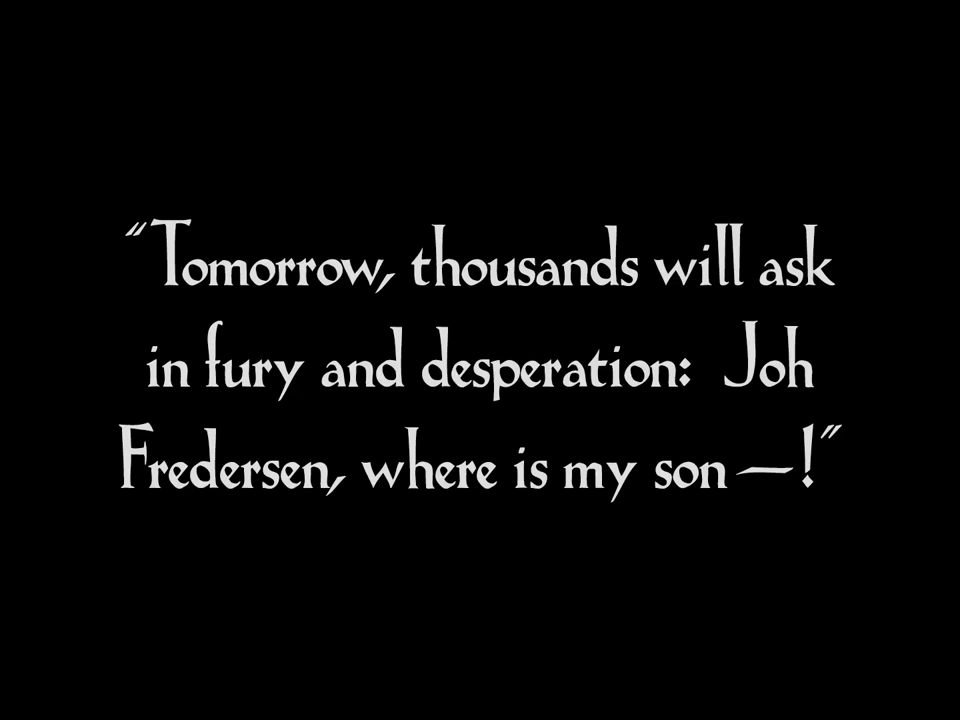 “Tomorrow, thousands will ask
in fury and desperation: Joh
Fredersen, where is my son—!”